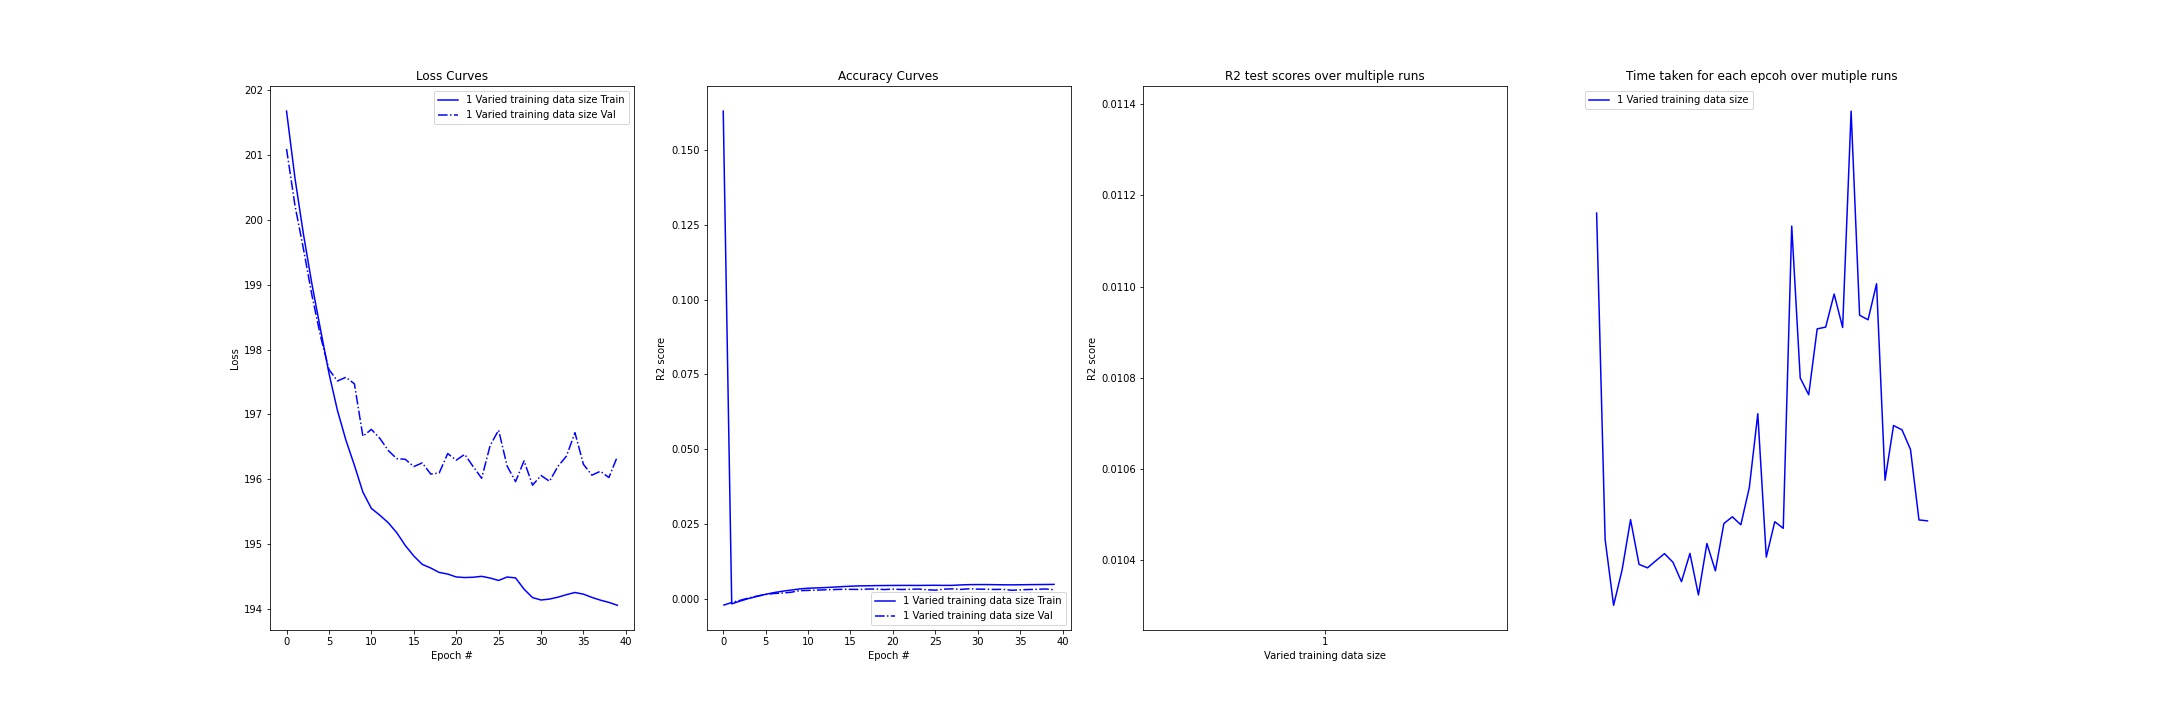 Loss Curves
202
201
200
199
198
197
196
195
194
Loss
0 5 10 15 20 25 30 35 40
Epoch #
1 Varied training data size Train
1 Varied training data size Val
Accuracy Curves
0.150
0.125
0.100
0.075
0.050
0.025
0.000
R2 score
0 5 10 15 20 25 30 35 40
Epoch #
1 Varied training data size Train
1 Varied training data size Val
R2 test scores over multiple runs
R2 score
1
Varied training data size
Time taken for each epcoh over mutiple runs
1 Varied training data size
0.0114
0.0112
0.0110
0.0108
0.0106
0.0104